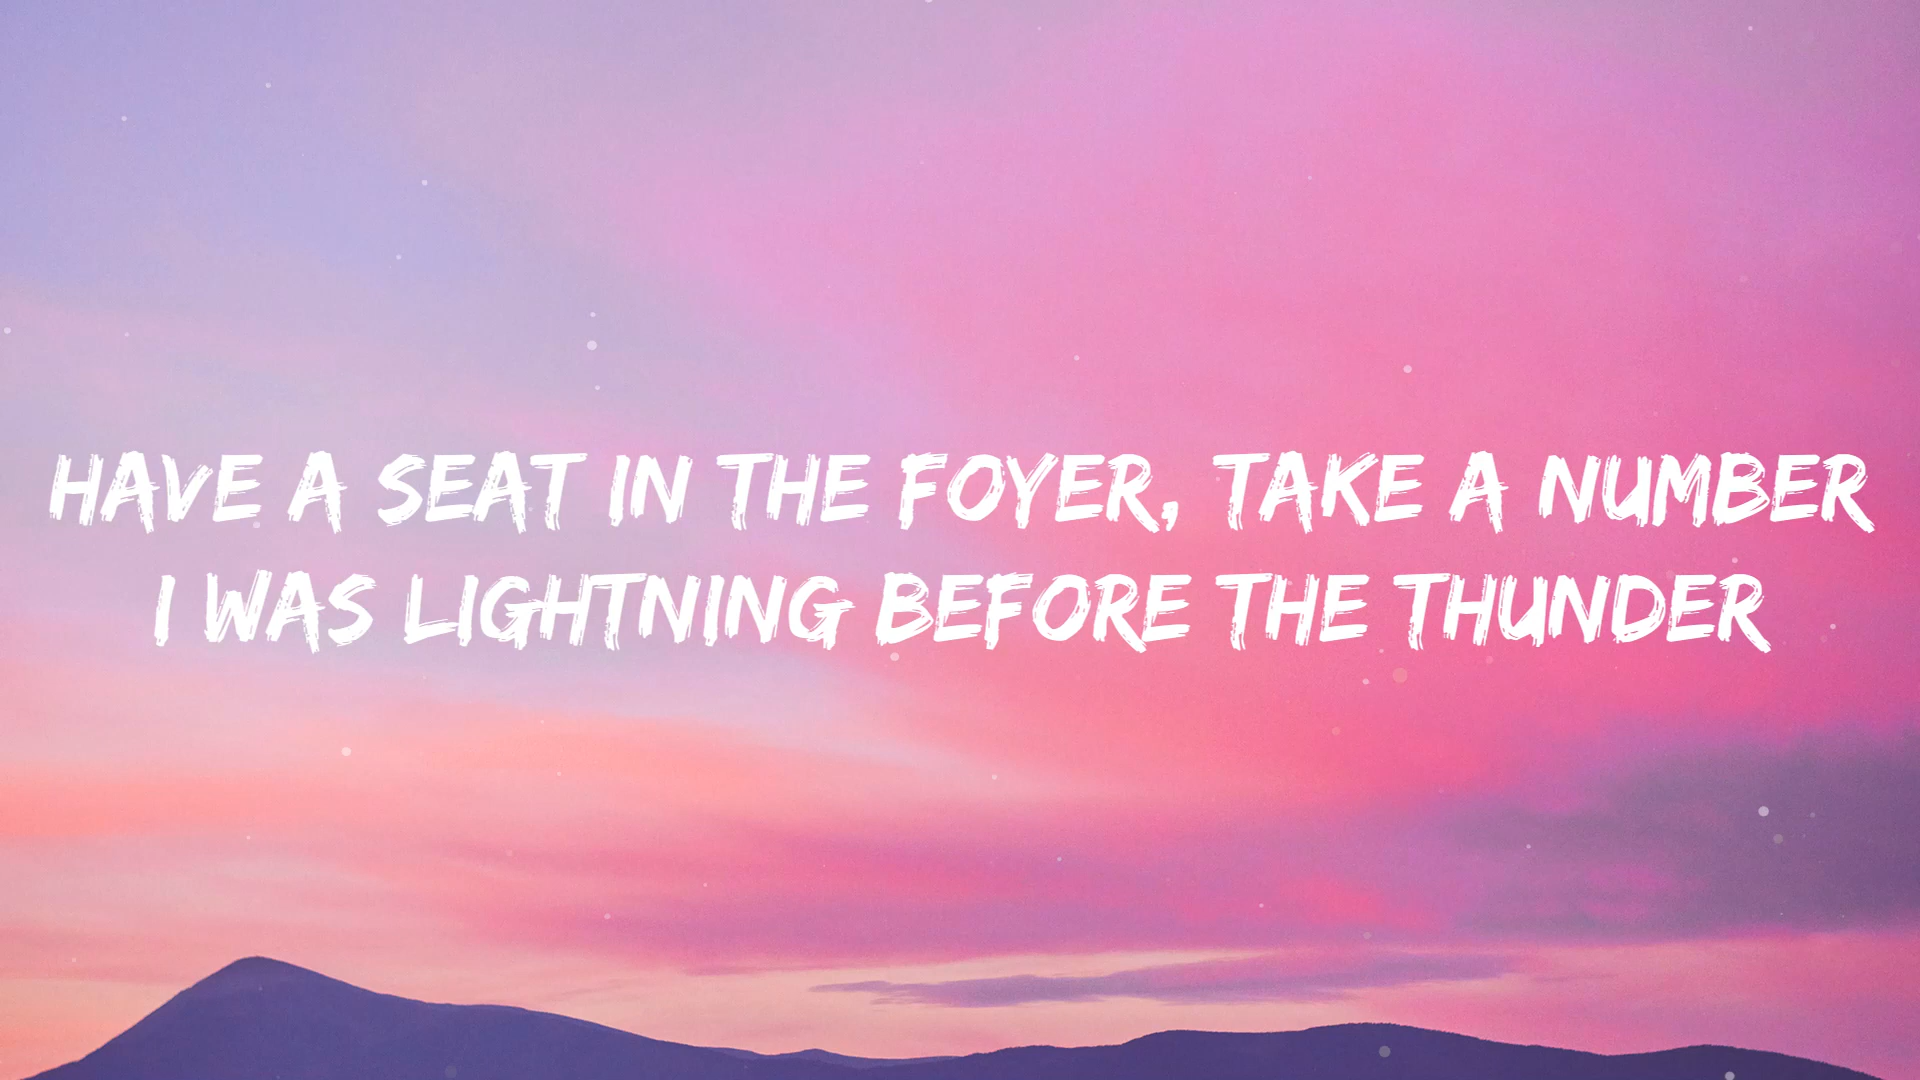 HAVE A SEAT IN THE FOYER, TAKE A NUMBER
I WAS LIGHTNING BEFORE THE THUNDER